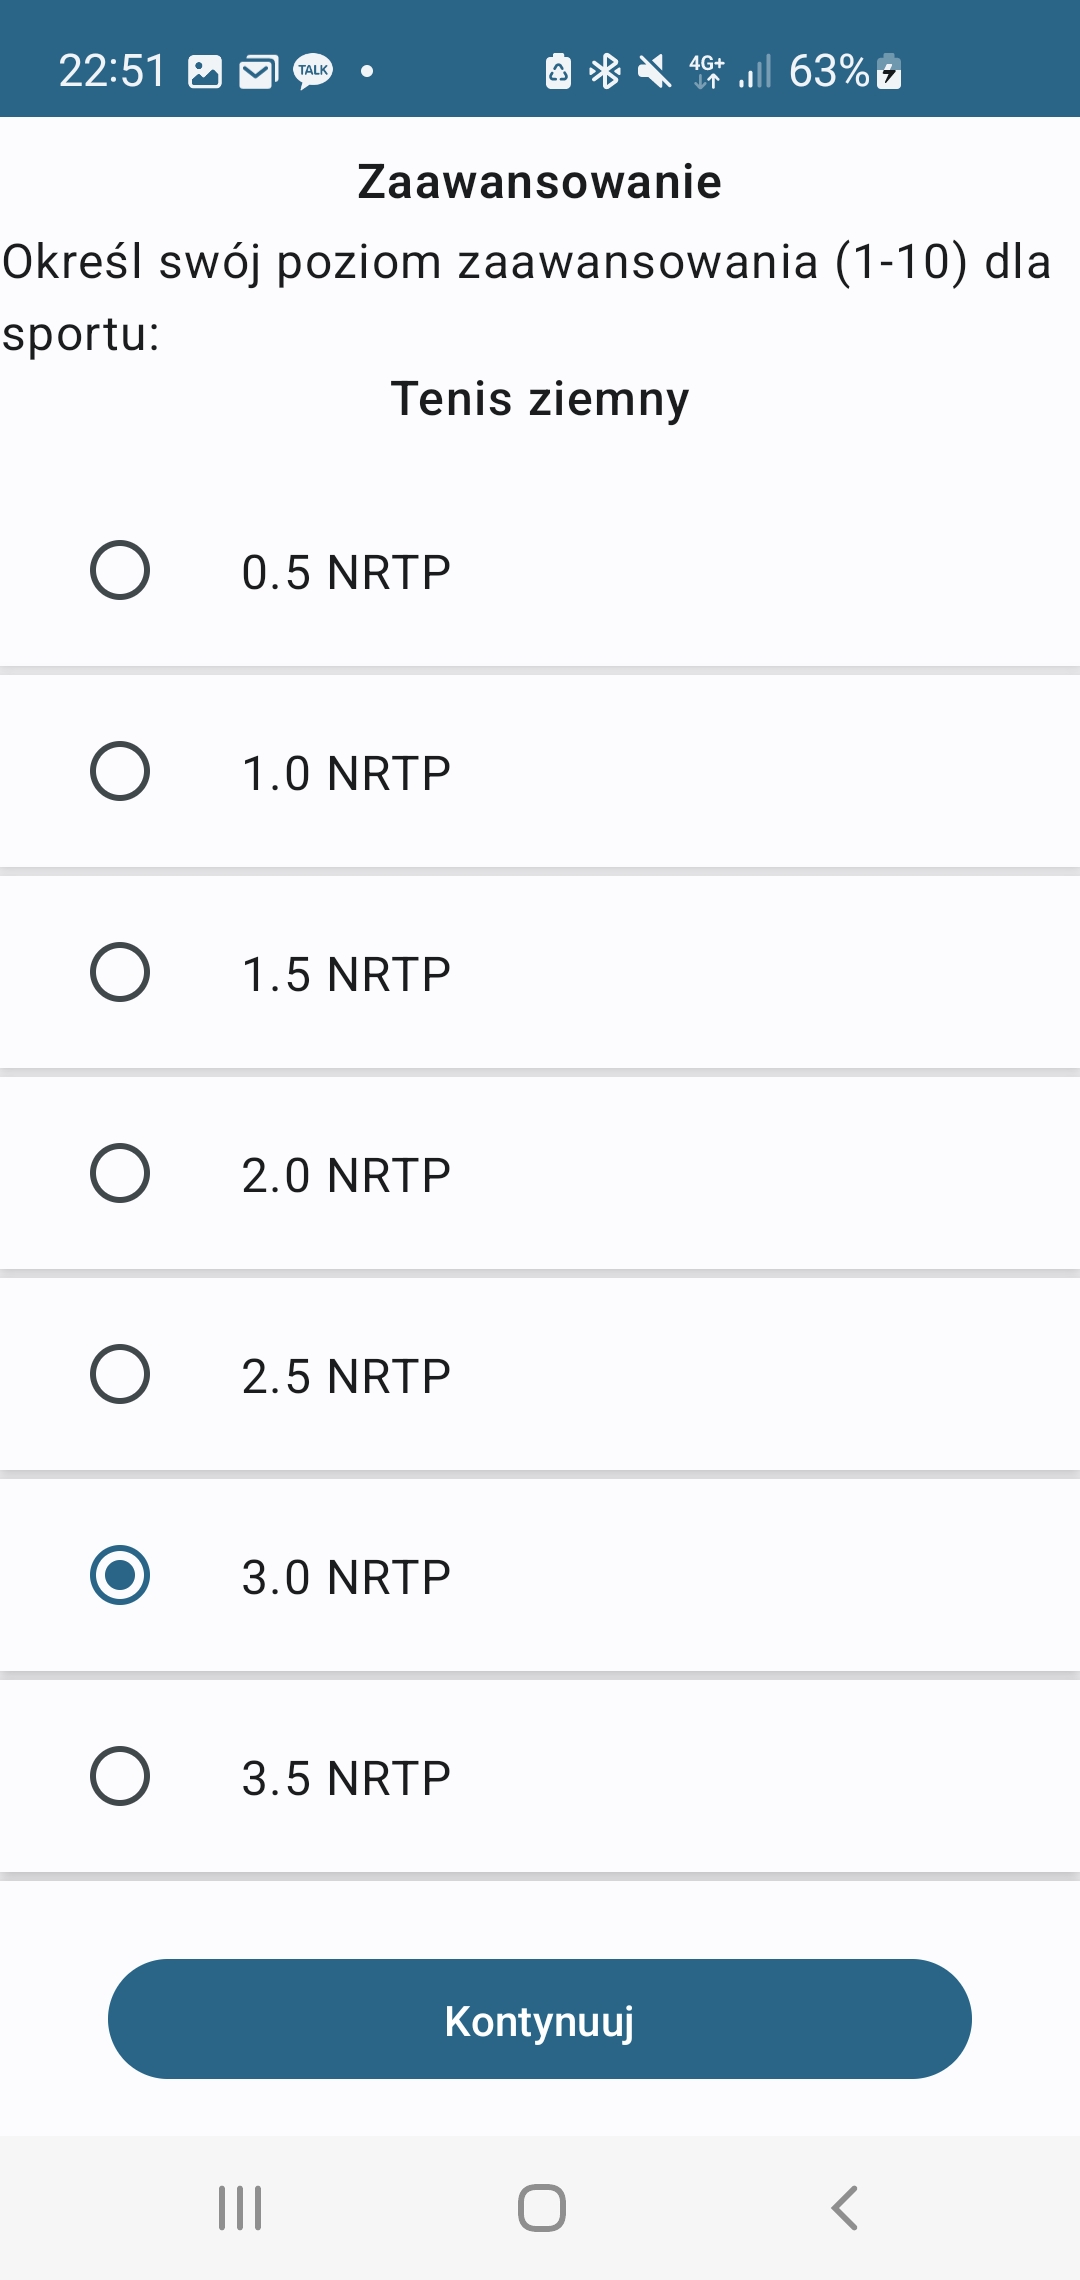 22:51 TALK 4G+ 63%
Zaawansowanie
Określ swój poziom zaawansowania (1-10) dla
sportu:
Tenis ziemny
0.5 NRTP
1.0 NRTP
1.5 NRTP
2.0 NRTP
2.5 NRTP
3.0 NRTP
3.5 NRTP
Kontynuuj